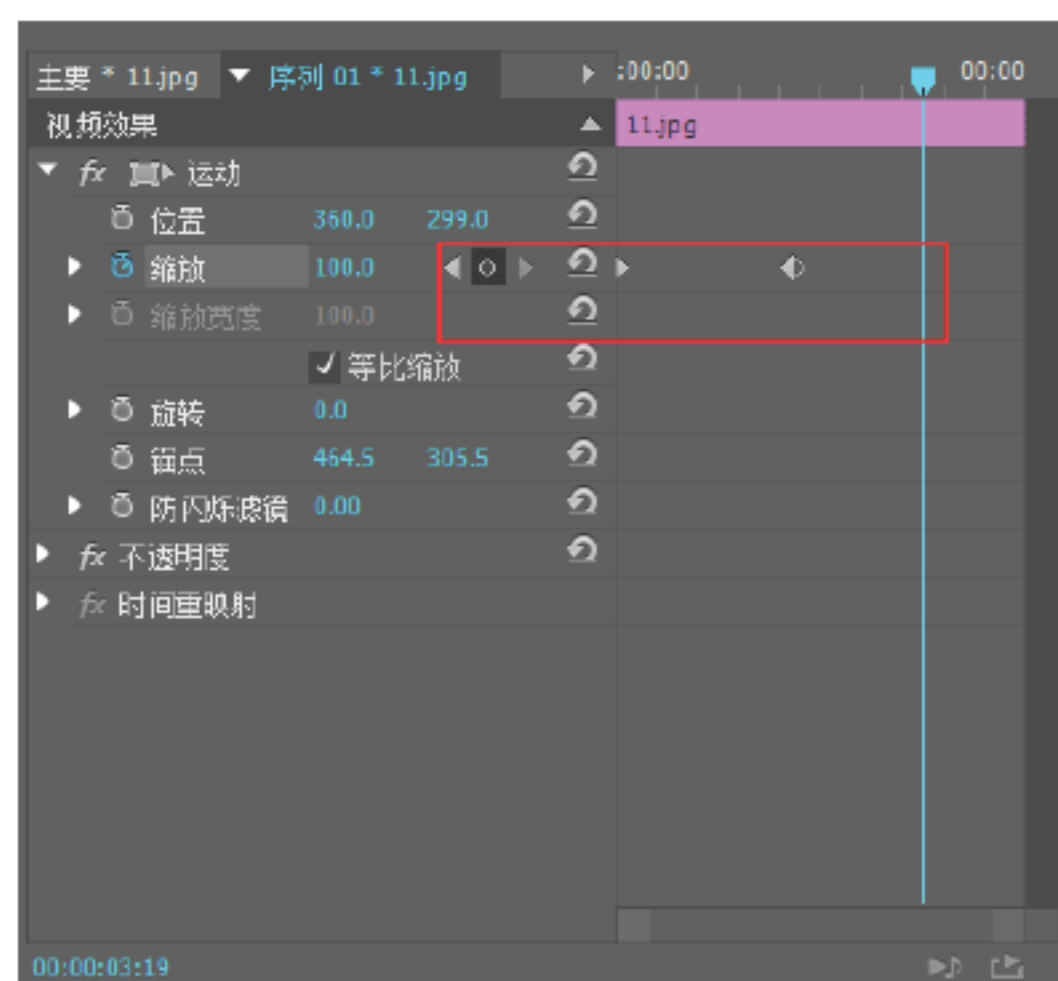 主要 * 11.jpg 序列 01 * 11.jpg :00:00 00:00
视频效果 11.jpg
fx 运动
位置 360.0 299.0
缩放 100.0
缩放宽度 100.0
等比缩放
旋转 0.0
锚点 464.5 305.5
防闪烁滤镜 0.00
fx 不透明度
fx 时间重映射
00:00:03:19